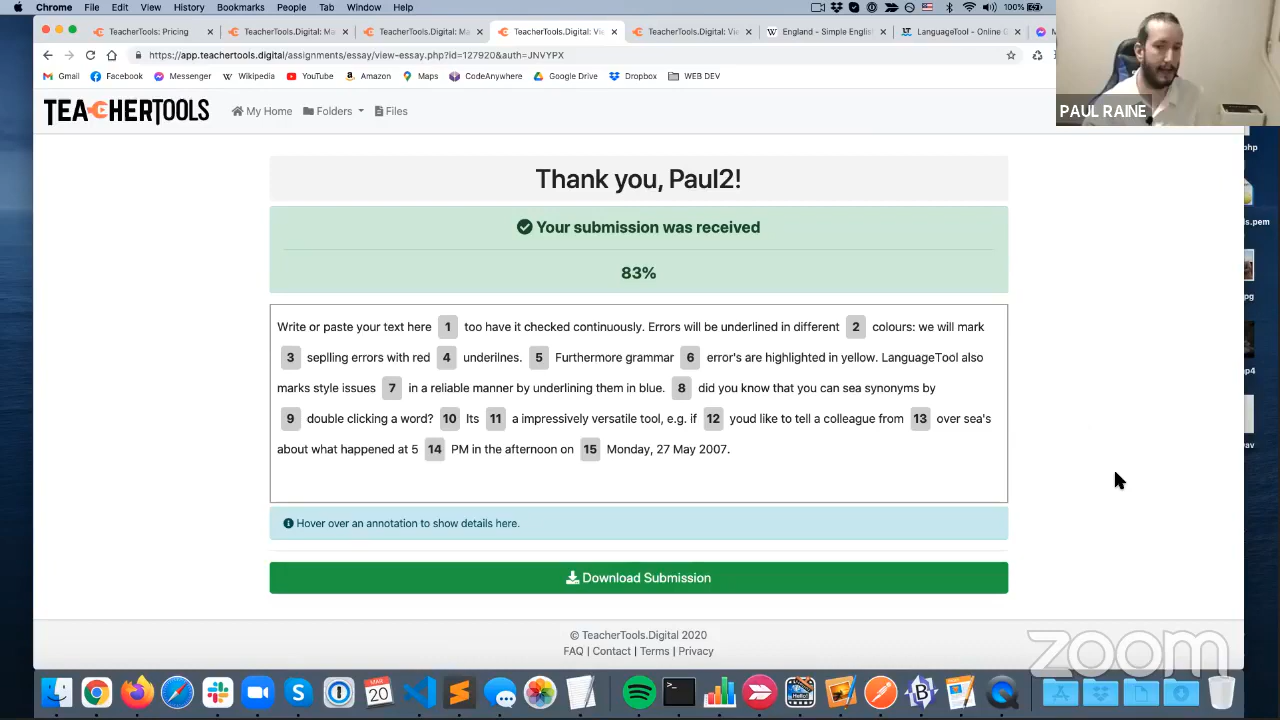 Chrome File Edit View History Bookmarks People Tab Window Help 100%
TeacherTools: Pricing TeacherTools.Digital: Ma TeacherTools.Digital: Ma TeacherTools.Digital: Vie TeacherTools.Digital: Vie England - Simple English LanguageTool - Online G M
https://app.teachertools.digital/assignments/essay/view-essay.php?id=127920&auth=JNVYPX
Gmail Facebook Messenger Wikipedia YouTube Amazon Maps CodeAnywhere Google Drive Dropbox WEB DEV
TEACHERTOOLS My Home Folders Files
PAUL RAINE
Thank you, Paul2!
Your submission was received
83%
Write or paste your text here 1 too have it checked continuously. Errors will be underlined in different 2 colours: we will mark
3 seplling errors with red 4 underilnes. 5 Furthermore grammar 6 error's are highlighted in yellow. LanguageTool also
marks style issues 7 in a reliable manner by underlining them in blue. 8 did you know that you can sea synonyms by
9 double clicking a word? 10 Its 11 a impressively versatile tool, e.g. if 12 youd like to tell a colleague from 13 over sea's
about what happened at 5 14 PM in the afternoon on 15 Monday, 27 May 2007.
Hover over an annotation to show details here.
Download Submission
© TeacherTools.Digital 2020
FAQ | Contact | Terms | Privacy
zoom
MAR
20